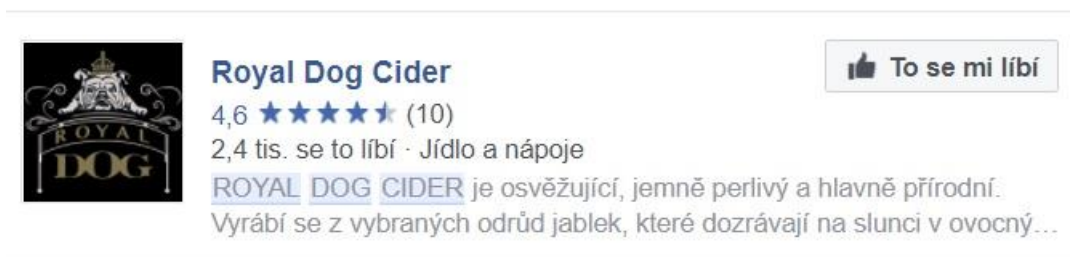 ROYAL
DOG
Royal Dog Cider
To se mi líbí
4,6 (10)
2,4 tis. se to líbí · Jídlo a nápoje
ROYAL DOG CIDER je osvěžující, jemně perlivý a hlavně přírodní.
Vyrábí se z vybraných odrůd jablek, které dozrávají na slunci v ovocný…